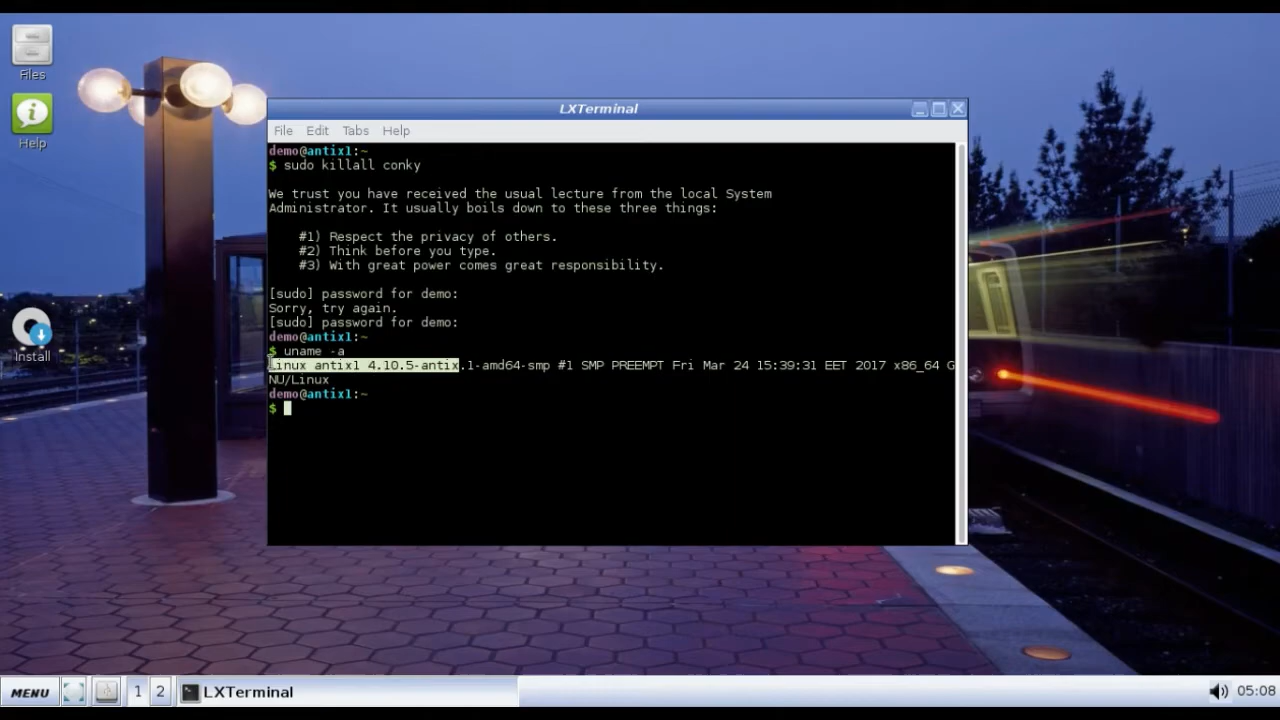 Files
Help
Install
LXTerminal
File Edit Tabs Help
demo@antix1:~
$ sudo killall conky
We trust you have received the usual lecture from the local System
Administrator. It usually boils down to these three things:
#1) Respect the privacy of others.
#2) Think before you type.
#3) With great power comes great responsibility.
[sudo] password for demo:
Sorry, try again.
[sudo] password for demo:
demo@antix1:~
$ uname -a
Linux antix1 4.10.5-antix.1-amd64-smp #1 SMP PREEMPT Fri Mar 24 15:39:31 EET 2017 x86_64 G
NU/Linux
demo@antix1:~
$
MENU 1 2 LXTerminal 05:08